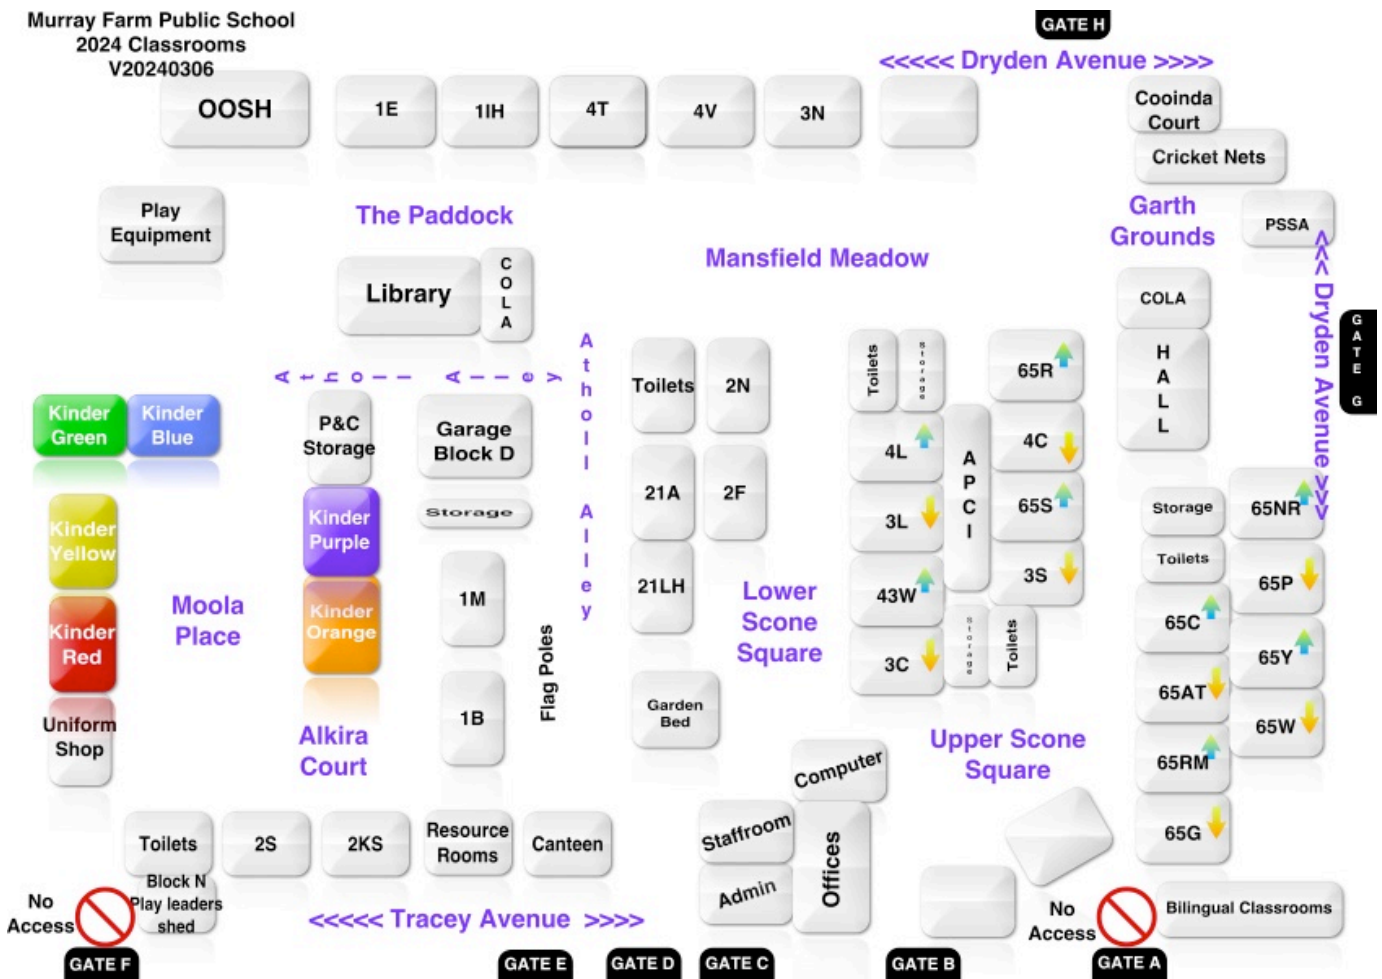 Murray Farm Public School
2024 Classrooms
V20240306
GATE H
<<<<< Dryden Avenue >>>>
OOSH
1E
1IH
4T
4V
3N
Cooinda
Court
Cricket Nets
Play
Equipment
The Paddock
Garth
Grounds
PSSA
Mansfield Meadow
Library
COLA
COLA
HALL
<<< Dryden Avenue >>>
GATE G
Atholl Alley
Atholl Alley
Toilets
2N
Toilets
Storage
65R
Kinder
Green
Kinder
Blue
P&C
Storage
Garage
Block D
4L
APCI
4C
21A
2F
Storage
Kinder
Purple
Kinder
Yellow
3L
65S
Storage
65NR
Toilets
65P
21LH
43W
3S
1M
Moola
Place
Kinder
Orange
Kinder
Red
Lower
Scone
Square
65C
3C
Storage
Toilets
65Y
Flag Poles
65AT
Uniform
Shop
1B
Garden
Bed
65W
Alkira
Court
Upper Scone
Square
65RM
Computer
Toilets
2S
2KS
Resource
Rooms
Canteen
Staffroom
Offices
65G
Admin
Block N
Play leaders
shed
No
Access
<<<<< Tracey Avenue >>>>
No
Access
Bilingual Classrooms
GATE F
GATE E
GATE D
GATE C
GATE B
GATE A